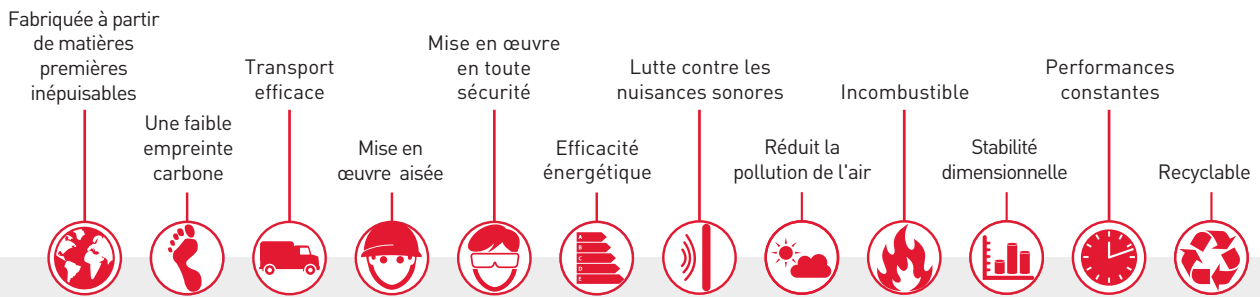 Fabriquée à partir
de matières
premières
inépuisables
Une faible
empreinte
carbone
Transport
efficace
Mise en
œuvre aisée
Mise en œuvre
en toute
sécurité
Efficacité
énergétique
Lutte contre les
nuisances sonores
Réduit la
pollution de l'air
Incombustible
Stabilité
dimensionnelle
Performances
constantes
Recyclable
A
B
C
D
E